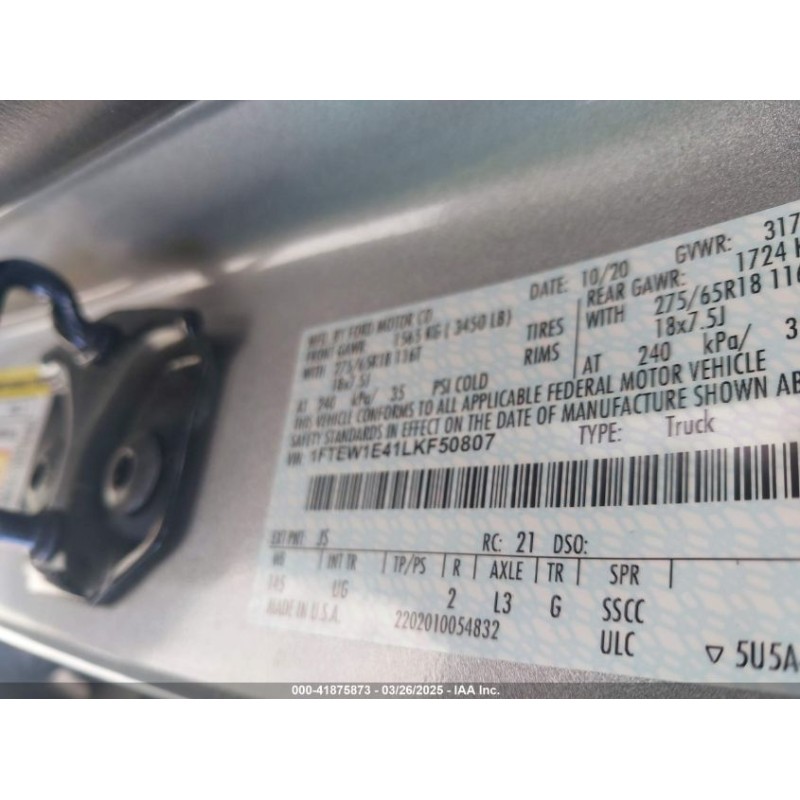 MFD. BY FORD MOTOR CO. DATE: 10/20 GVWR: 317
FRONT GAWR: 1565 KG ( 3450 LB) REAR GAWR: 1724 K
WITH 275/65R18 116T TIRES WITH 275/65R18 116
18x7.5J RIMS 18x7.5J
AT 240 kPa/ 35 PSI COLD AT 240 kPa/ 3
THIS VEHICLE CONFORMS TO ALL APPLICABLE FEDERAL MOTOR VEHICLE
SAFETY STANDARDS IN EFFECT ON THE DATE OF MANUFACTURE SHOWN AB
VIN: 1FTEW1E41LKF50807 TYPE: Truck
EXT PNT: JS RC: 21 DSO:
WB INT TR TP/PS R AXLE TR SPR
145 UG 2 L3 G SSCC
MADE IN U.S.A. 2202010054832 ULC ▽ 5U5A
000-41875873 - 03/26/2025 - IAA Inc.